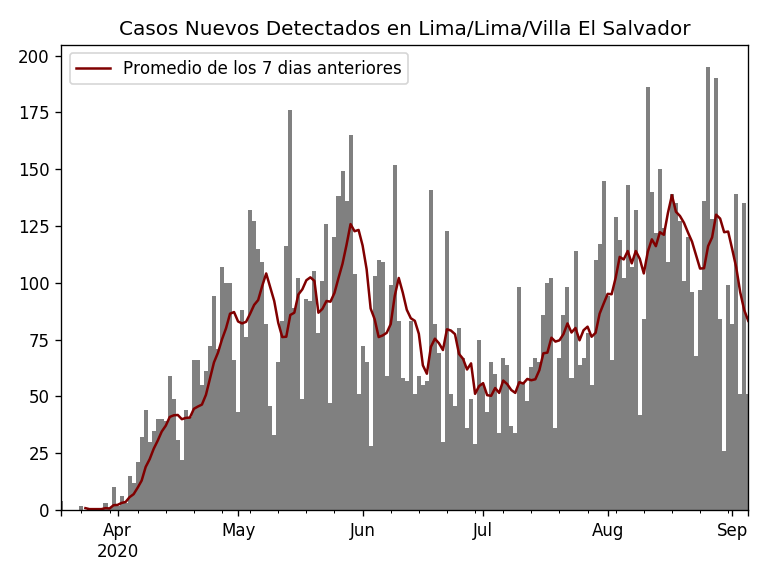 Casos Nuevos Detectados en Lima/Lima/Villa El Salvador
Promedio de los 7 dias anteriores
200
175
150
125
100
75
50
25
0
Apr
2020
May
Jun
Jul
Aug
Sep